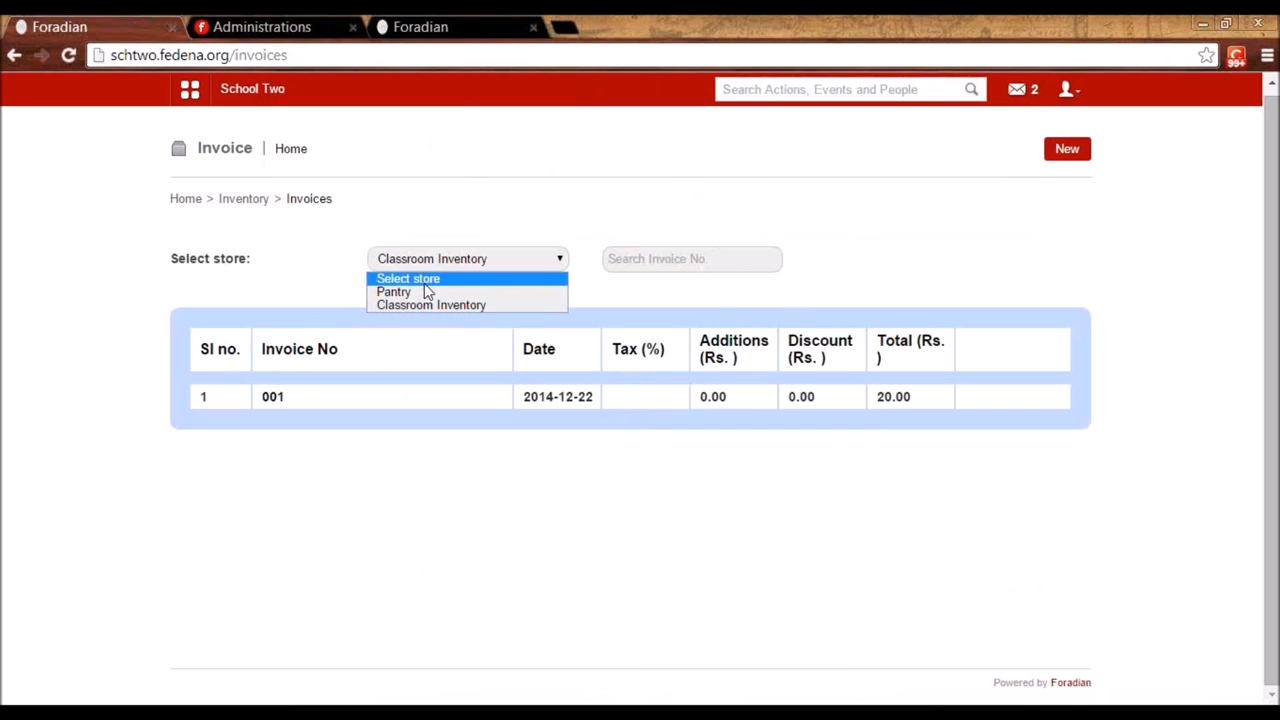 Foradian
Administrations
Foradian
schtwo.fedena.org/invoices
99+
School Two
Search Actions, Events and People
2
Invoice | Home
New
Home > Inventory > Invoices
Select store:
Classroom Inventory
Search Invoice No.
Select store
Pantry
Classroom Inventory
Sl no. Invoice No Date Tax (%) Additions (Rs. ) Discount (Rs. ) Total (Rs. )
1 001 2014-12-22 0.00 0.00 20.00
Powered by Foradian